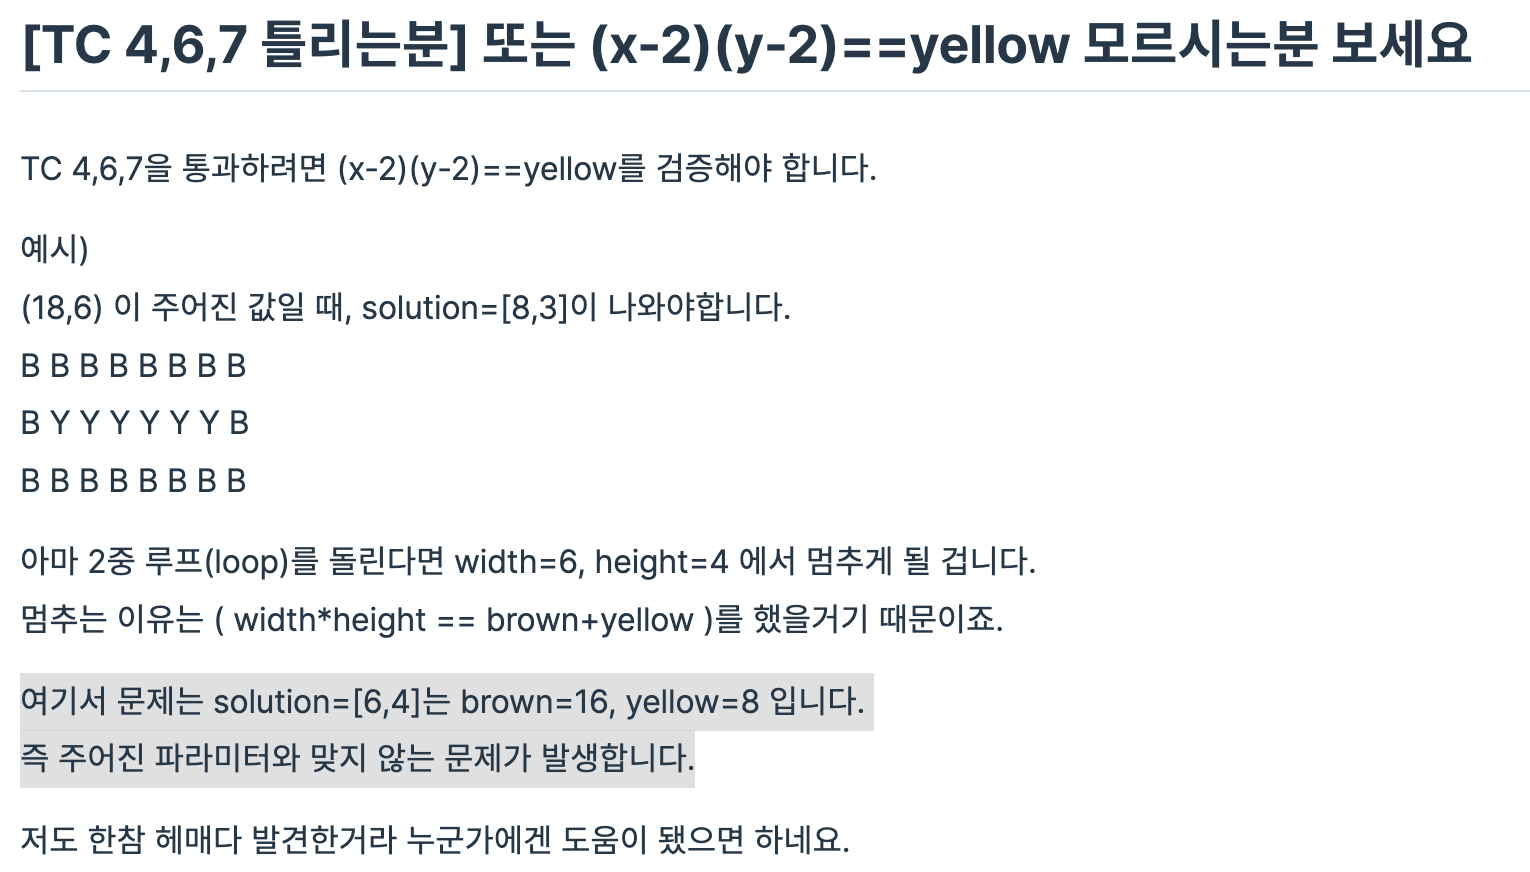 [TC 4,6,7 틀리는분] 또는 (x-2)(y-2)==yellow 모르시는분 보세요
TC 4,6,7을 통과하려면 (x-2)(y-2)==yellow를 검증해야 합니다.
예시)
(18,6) 이 주어진 값일 때, solution=[8,3]이 나와야합니다.
B B B B B B B B
B Y Y Y Y Y Y B
B B B B B B B B
아마 2중 루프(loop)를 돌린다면 width=6, height=4 에서 멈추게 될 겁니다.
멈추는 이유는 ( width*height == brown+yellow )를 했을거기 때문이죠.
여기서 문제는 solution=[6,4]는 brown=16, yellow=8 입니다.
즉 주어진 파라미터와 맞지 않는 문제가 발생합니다.
저도 한참 헤매다 발견한거라 누군가에겐 도움이 됐으면 하네요.